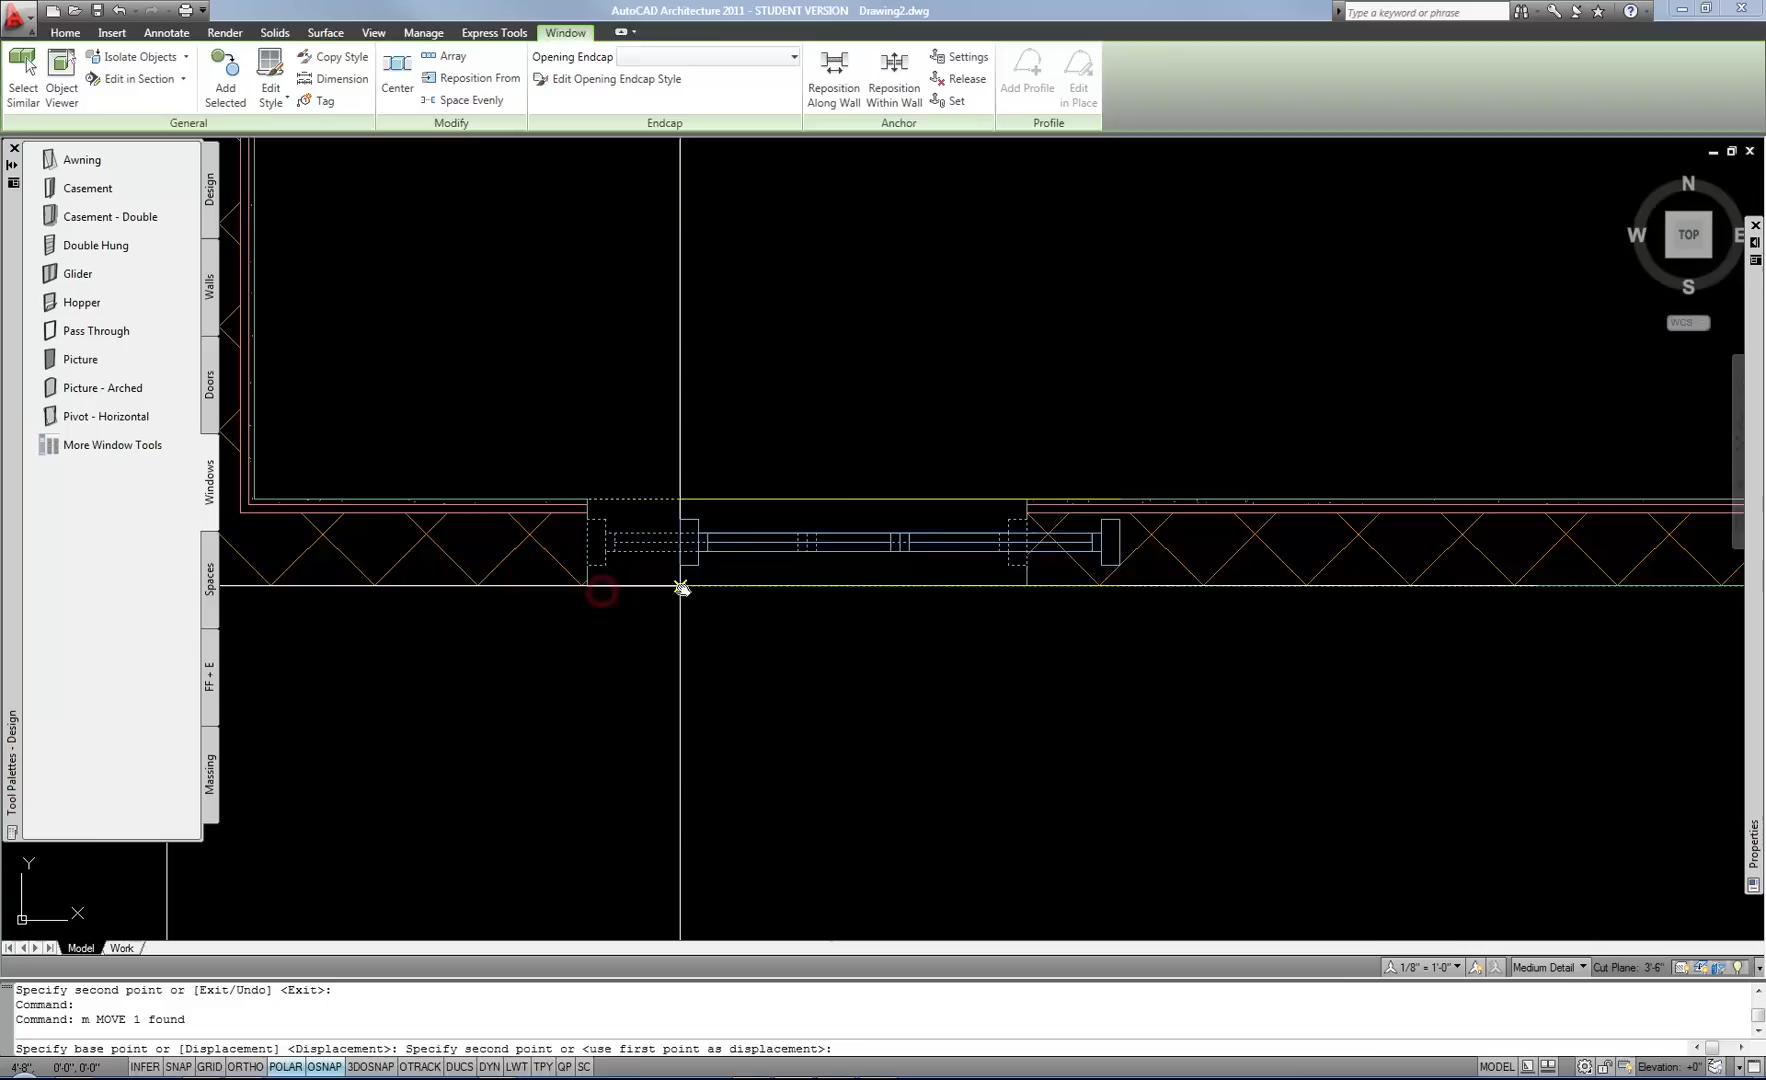 AutoCAD Architecture 2011 - STUDENT VERSION Drawing2.dwg
Type a keyword or phrase
Home Insert Annotate Render Solids Surface View Manage Express Tools Window
Select Similar
Object Viewer
Isolate Objects
Edit in Section
Add Selected
Edit Style
Copy Style
Dimension
Tag
General
Center
Array
Reposition From
Space Evenly
Modify
Opening Endcap
Edit Opening Endcap Style
Endcap
Reposition Along Wall
Reposition Within Wall
Settings
Release
Set
Anchor
Add Profile
Edit in Place
Profile
Awning
Casement
Casement - Double
Double Hung
Glider
Hopper
Pass Through
Picture
Picture - Arched
Pivot - Horizontal
More Window Tools
Design
Walls
Doors
Windows
Spaces
FF + E
Massing
Tool Palettes - Design
N
W TOP E
S
WCS
Properties
Y
X
Model Work
1/8" = 1'-0" Medium Detail Cut Plane: 3'-6"
Specify second point or [Exit/Undo] <Exit>:
Command:
Command: m MOVE 1 found
Specify base point or [Displacement] <Displacement>: Specify second point or <use first point as displacement>:
4'-8", 0'-0", 0'-0" INFER SNAP GRID ORTHO POLAR OSNAP 3DOSNAP OTRACK DUCS DYN LWT TPY QP SC MODEL Elevation: +0"